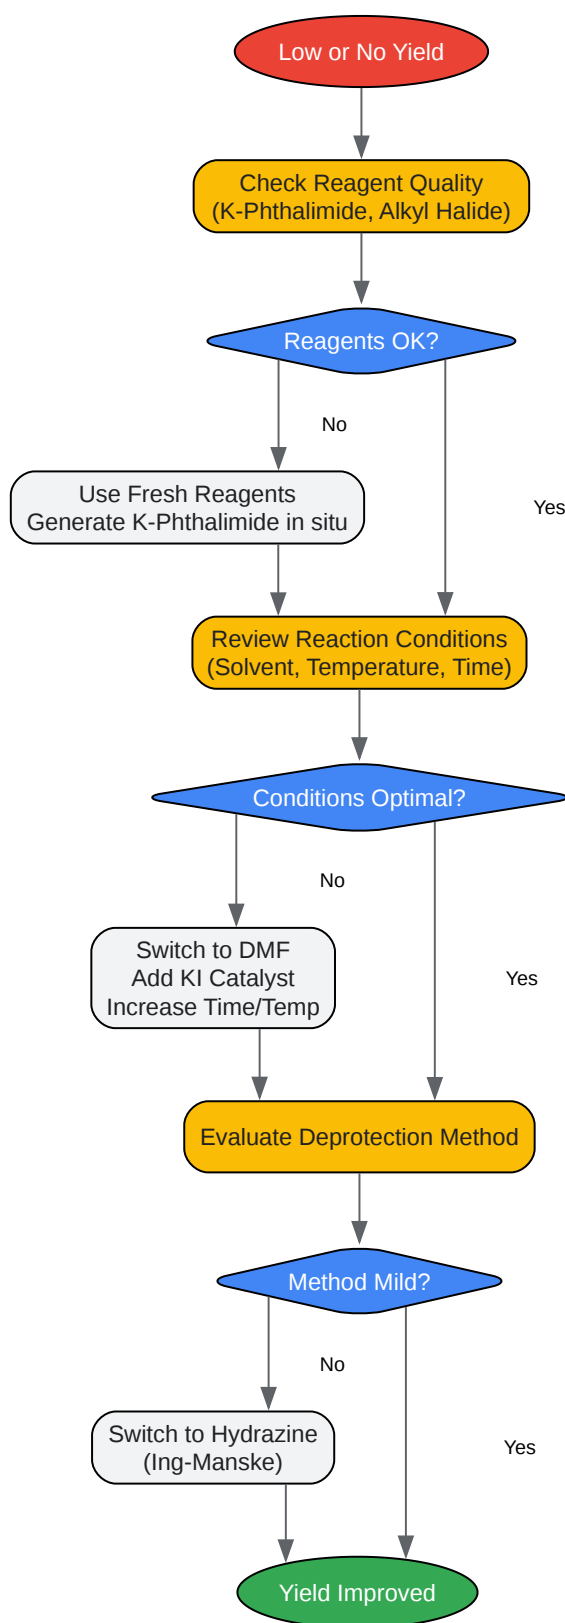 Low or No Yield
Check Reagent Quality
(K-Phthalimide, Alkyl Halide)
Reagents OK?
No
Use Fresh Reagents
Generate K-Phthalimide in situ
Yes
Review Reaction Conditions
(Solvent, Temperature, Time)
Conditions Optimal?
No
Switch to DMF
Add KI Catalyst
Increase Time/Temp
Yes
Evaluate Deprotection Method
Method Mild?
No
Switch to Hydrazine
(Ing-Manske)
Yes
Yield Improved